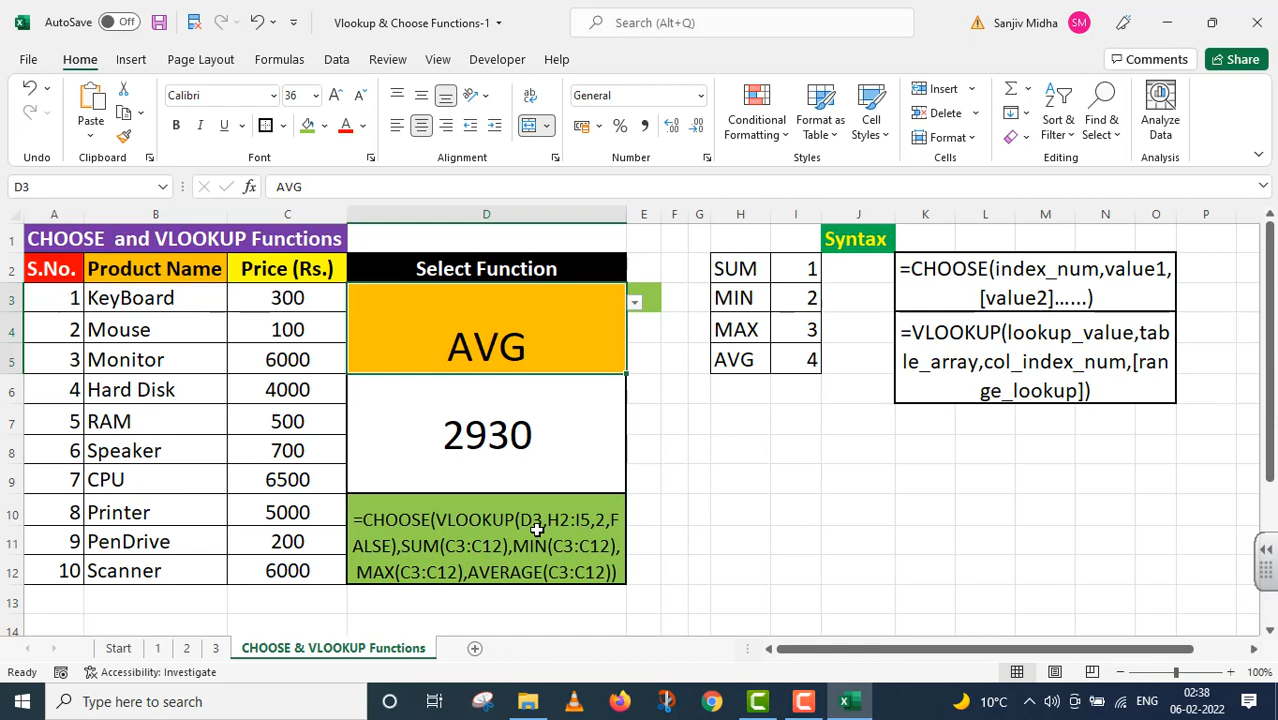 AutoSave Off Vlookup & Choose Functions-1 Search (Alt+Q) Sanjiv Midha SM
File Home Insert Page Layout Formulas Data Review View Developer Help Comments Share
Calibri 36 General
Paste B I U Conditional Formatting Format as Table Cell Styles Insert Delete Format Sort & Filter Find & Select Analyze Data
Undo Clipboard Font Alignment Number Styles Cells Editing Analysis
D3 fx AVG
A B C D E F G H I J K L M N O P
1 CHOOSE and VLOOKUP Functions Syntax
2 S.No. Product Name Price (Rs.) Select Function SUM 1 =CHOOSE(index_num,value1,
3 1 KeyBoard 300 MIN 2 [value2]......)
4 2 Mouse 100 AVG MAX 3 =VLOOKUP(lookup_value,tab
5 3 Monitor 6000 AVG 4 le_array,col_index_num,[ran
6 4 Hard Disk 4000 ge_lookup])
7 5 RAM 500 2930
8 6 Speaker 700
9 7 CPU 6500
10 8 Printer 5000 =CHOOSE(VLOOKUP(D3,H2:I5,2,F
11 9 PenDrive 200 ALSE),SUM(C3:C12),MIN(C3:C12),
12 10 Scanner 6000 MAX(C3:C12),AVERAGE(C3:C12))
13
14
Start 1 2 3 CHOOSE & VLOOKUP Functions
Ready Accessibility: Investigate 100%
Type here to search 10°C ENG 02:38
06-02-2022